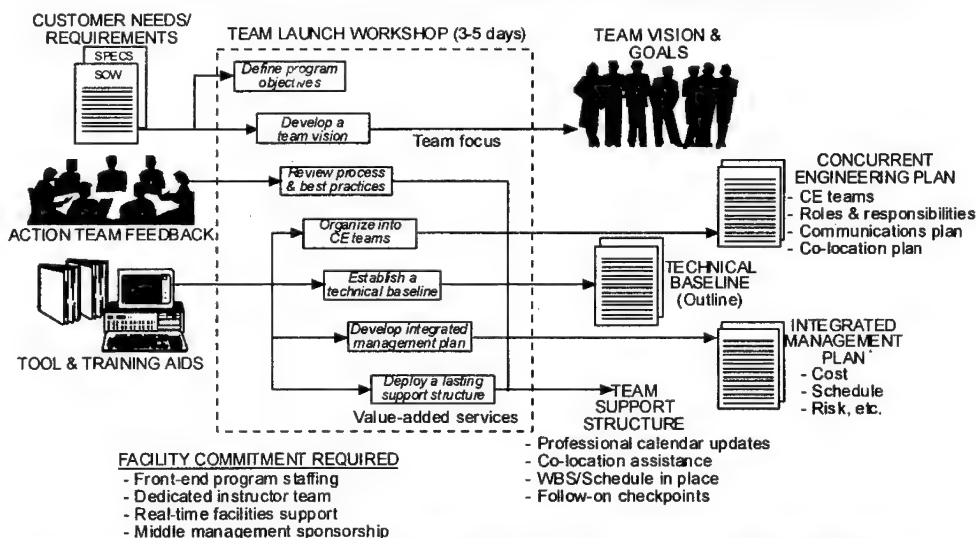 CUSTOMER NEEDS/
REQUIREMENTS
SPECS
SOW
TEAM LAUNCH WORKSHOP (3-5 days)
Define program
objectives
Develop a
team vision
Team focus
TEAM VISION &
GOALS
Review process
& best practices
ACTION TEAM FEEDBACK
Organize into
CE teams
CONCURRENT
ENGINEERING PLAN
- CE teams
- Roles & responsibilities
- Communications plan
- Co-location plan
Establish a
technical baseline
TECHNICAL
BASELINE
(Outline)
TOOL & TRAINING AIDS
Develop integrated
management plan
INTEGRATED
MANAGEMENT
PLAN
- Cost
- Schedule
- Risk, etc.
Deploy a lasting
support structure
Value-added services
TEAM
SUPPORT
STRUCTURE
- Professional calendar updates
- Co-location assistance
- WBS/Schedule in place
- Follow-on checkpoints
FACILITY COMMITMENT REQUIRED
- Front-end program staffing
- Dedicated instructor team
- Real-time facilities support
- Middle management sponsorship